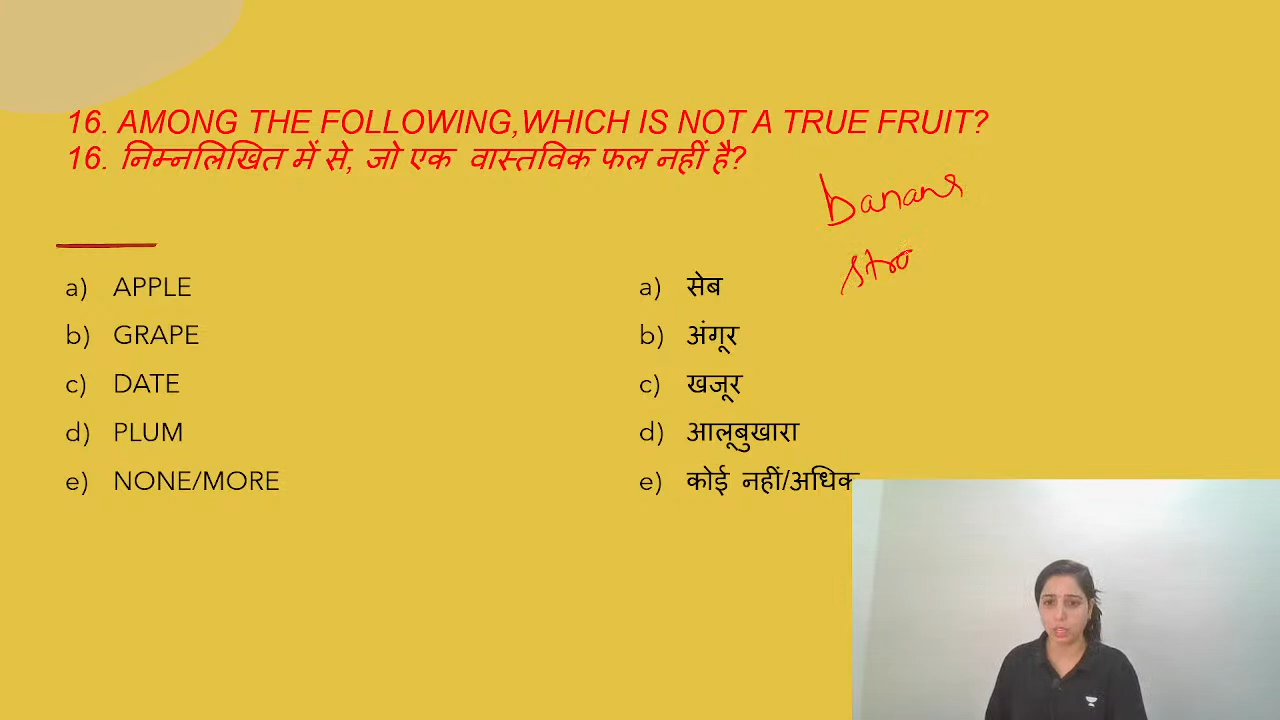 16. AMONG THE FOLLOWING,WHICH IS NOT A TRUE FRUIT?
16. निम्नलिखित में से, जो एक वास्तविक फल नहीं है?
banana
stra
a) APPLE
b) GRAPE
c) DATE
d) PLUM
e) NONE/MORE
a) सेब
b) अंगूर
c) खजूर
d) आलूबुखारा
e) कोई नहीं/अधिक